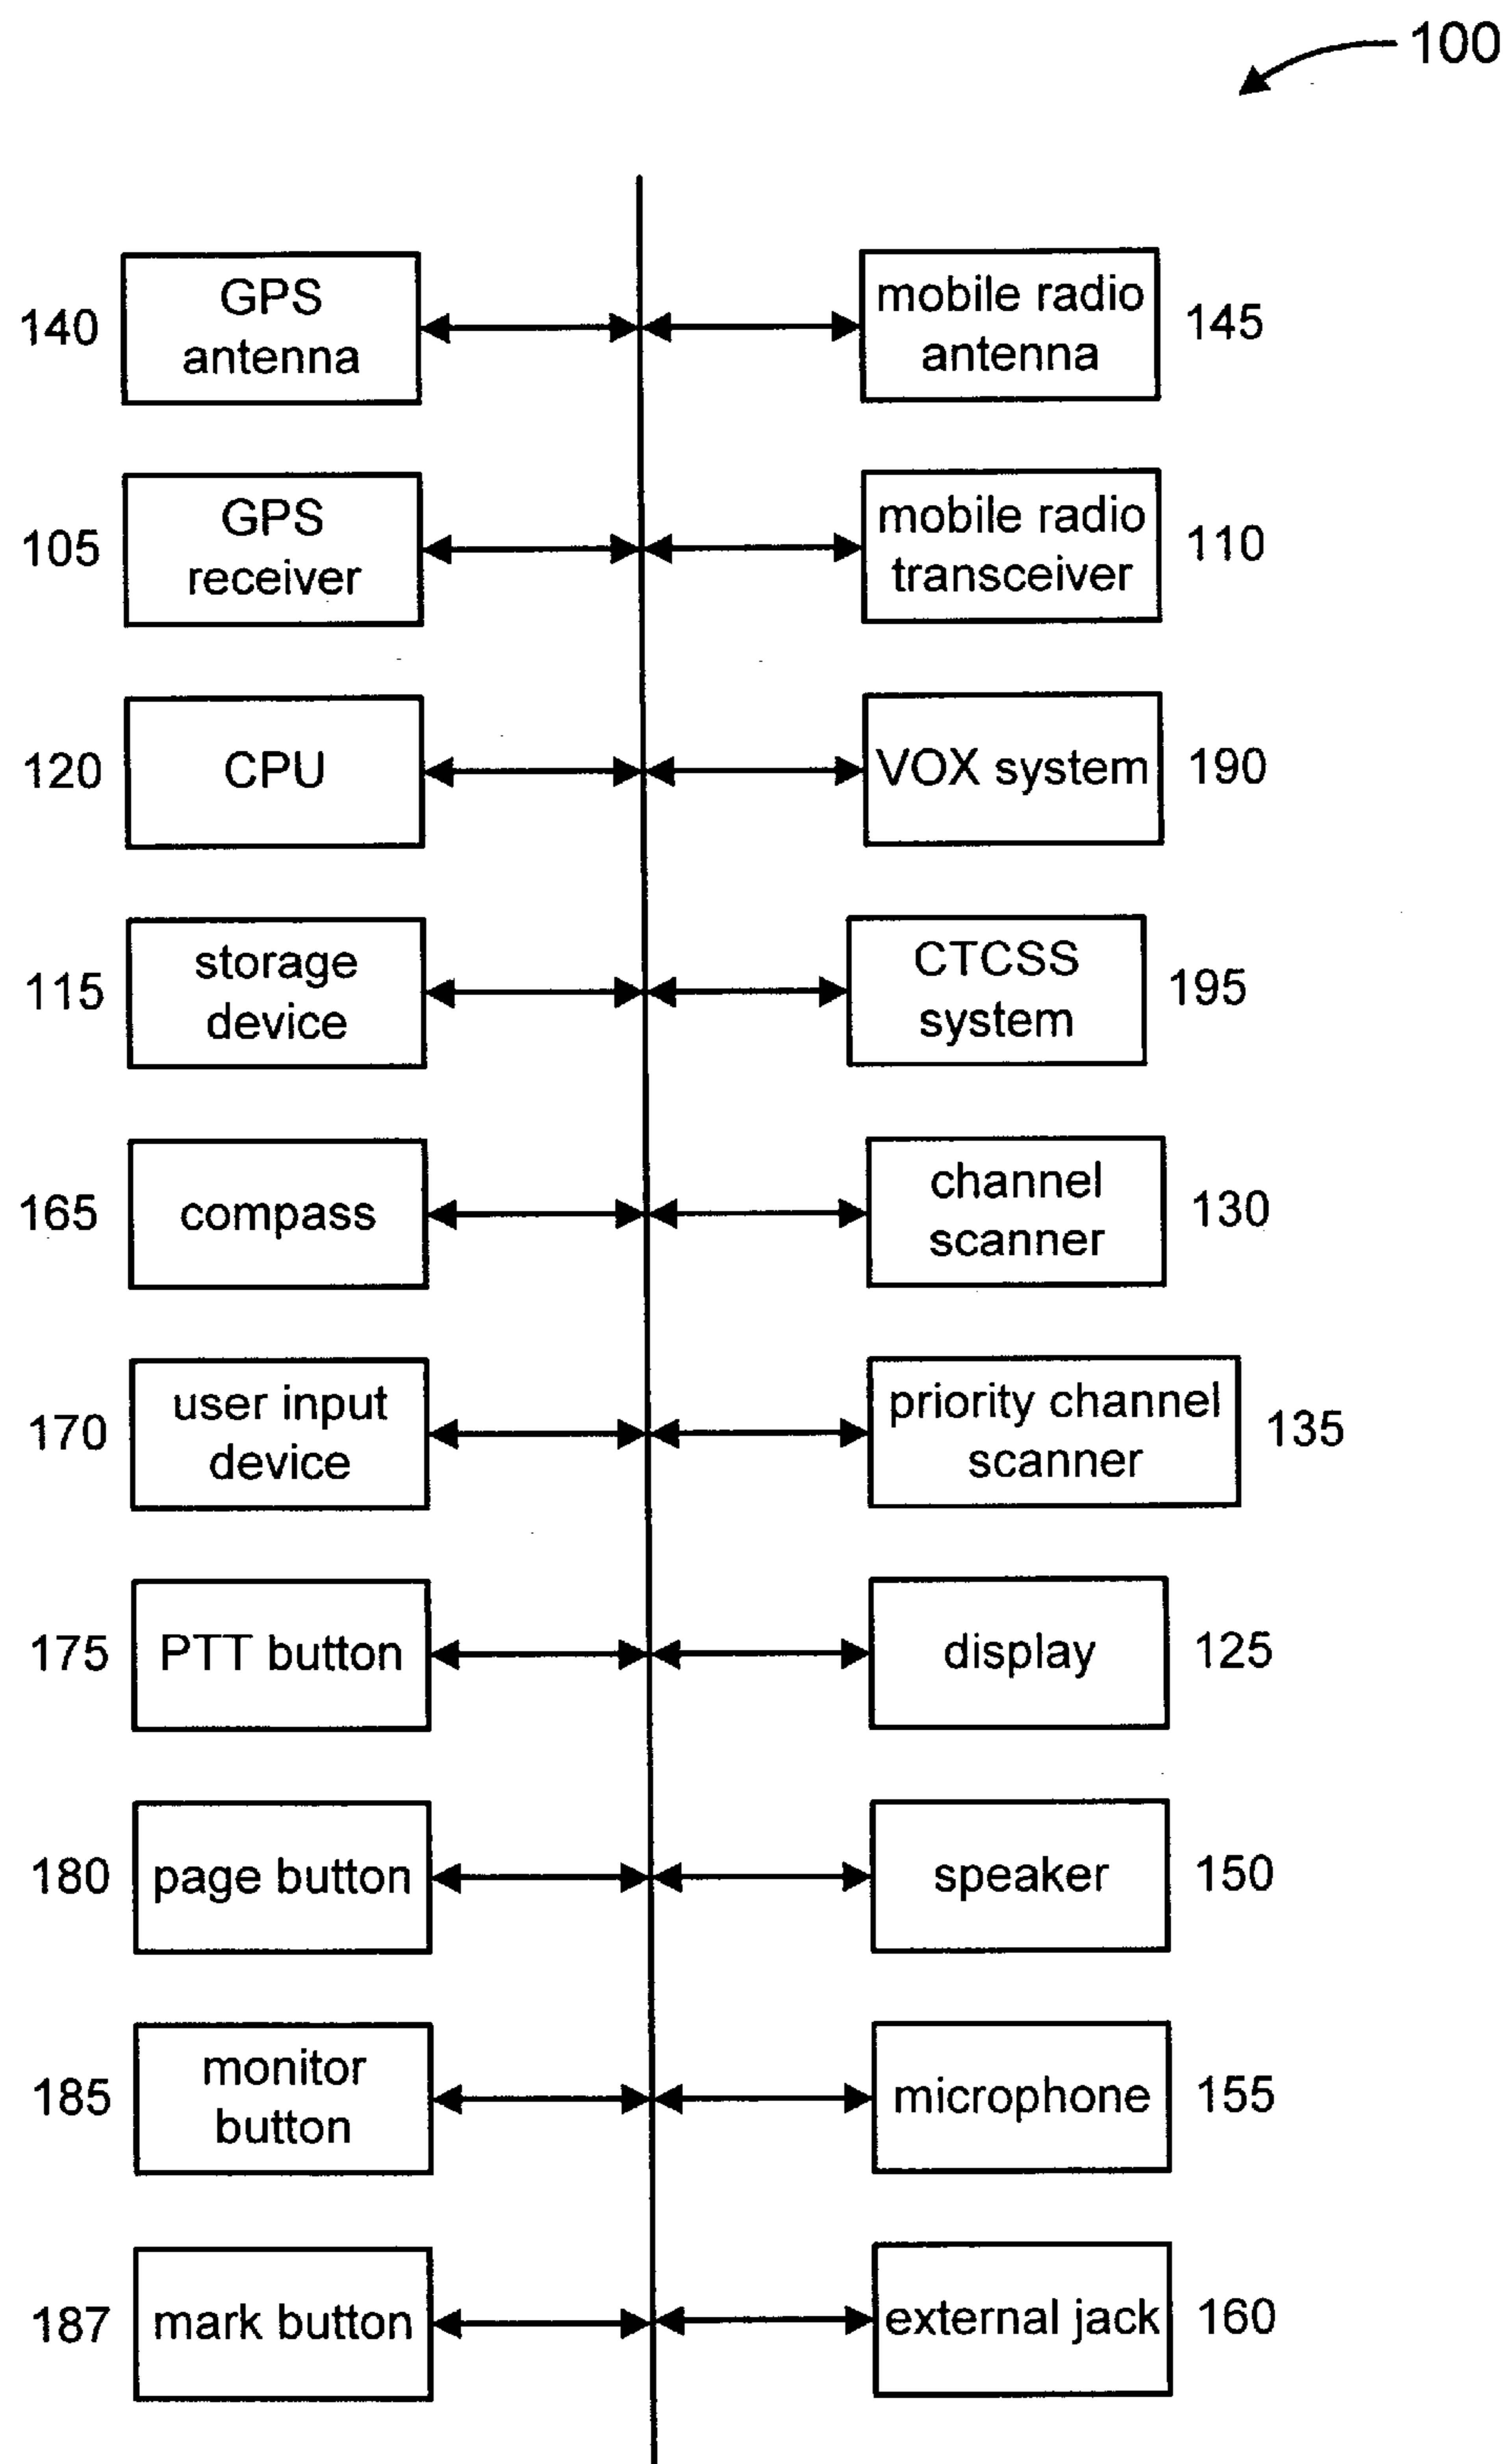 100
140
GPS
antenna
mobile radio
antenna
145
105
GPS
receiver
mobile radio
transceiver
110
120
CPU
VOX system
190
115
storage
device
CTCSS
system
195
165
compass
channel
scanner
130
170
user input
device
priority channel
scanner
135
175
PTT button
display
125
180
page button
speaker
150
185
monitor
button
microphone
155
187
mark button
external jack
160